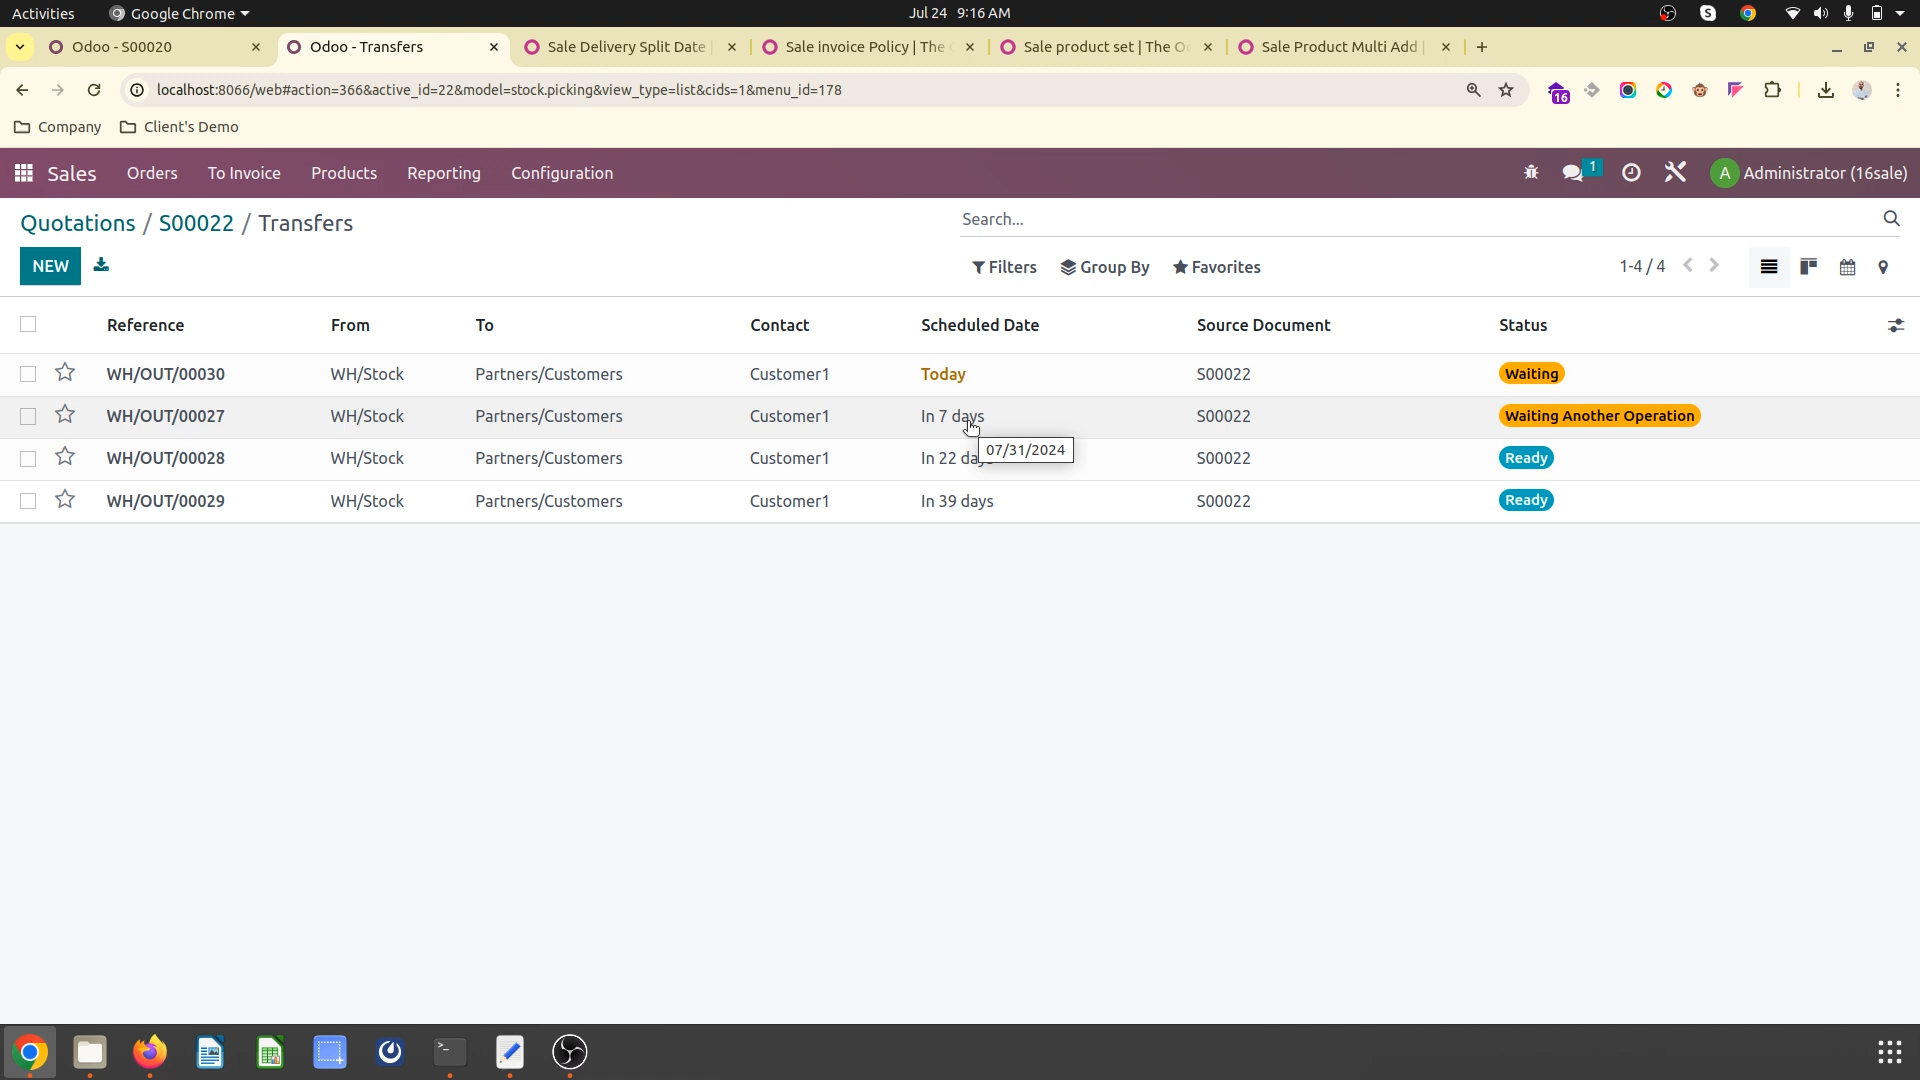 Activities Google Chrome Jul 24 9:16 AM
Odoo - S00020 Odoo - Transfers Sale Delivery Split Date Sale invoice Policy | The Sale product set | The Sale Product Multi Add |
localhost:8066/web#action=366&active_id=22&model=stock.picking&view_type=list&cids=1&menu_id=178 16
Company Client's Demo
Sales Orders To Invoice Products Reporting Configuration 1 A Administrator (16sale)
Quotations / S00022 / Transfers Search...
NEW Filters Group By Favorites 1-4 / 4
Reference From To Contact Scheduled Date Source Document Status
WH/OUT/00030 WH/Stock Partners/Customers Customer1 Today S00022 Waiting
WH/OUT/00027 WH/Stock Partners/Customers Customer1 In 7 days S00022 Waiting Another Operation
07/31/2024
WH/OUT/00028 WH/Stock Partners/Customers Customer1 In 22 days S00022 Ready
WH/OUT/00029 WH/Stock Partners/Customers Customer1 In 39 days S00022 Ready